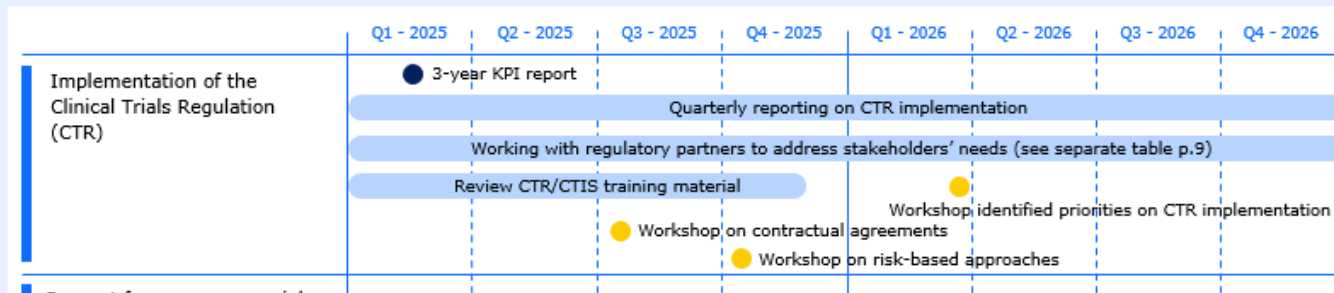 Q1 - 2025 Q2 - 2025 Q3 - 2025 Q4 - 2025 Q1 - 2026 Q2 - 2026 Q3 - 2026 Q4 - 2026
Implementation of the
Clinical Trials Regulation
(CTR)
3-year KPI report
Quarterly reporting on CTR implementation
Working with regulatory partners to address stakeholders’ needs (see separate table p.9)
Review CTR/CTIS training material
Workshop identified priorities on CTR implementation
Workshop on contractual agreements
Workshop on risk-based approaches